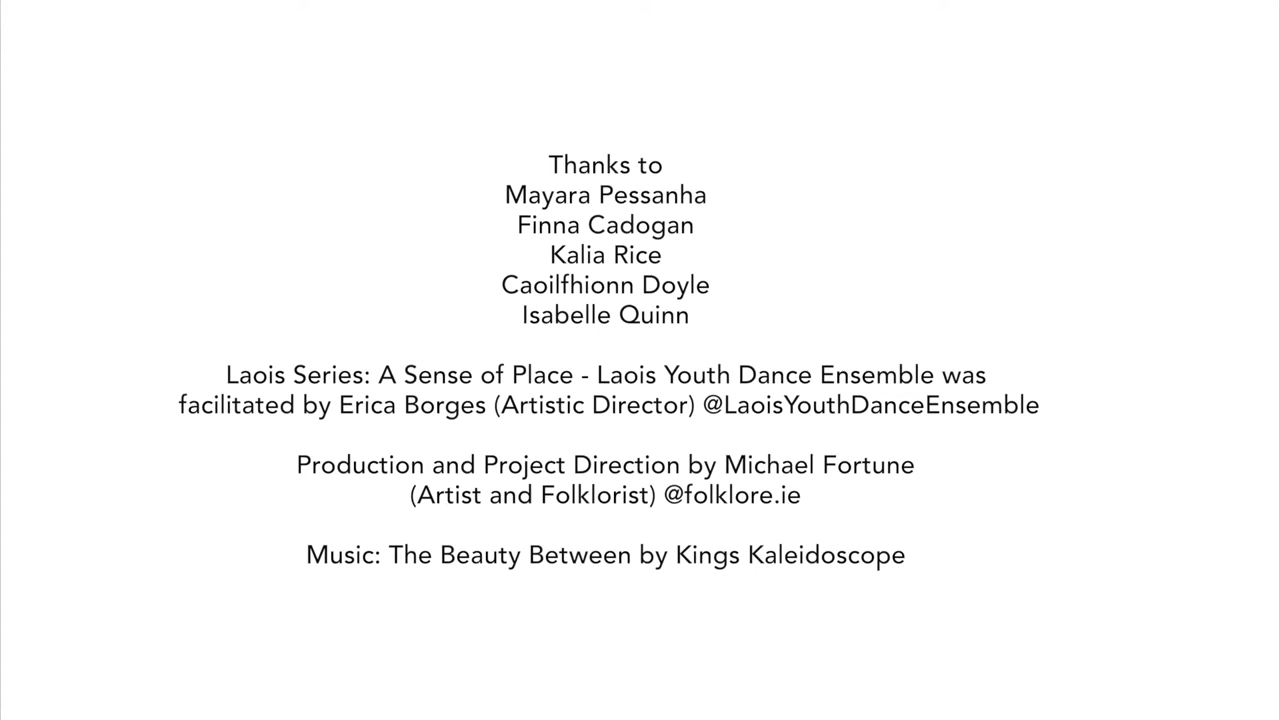 Thanks to
Mayara Pessanha
Finna Cadogan
Kalia Rice
Caoilfhionn Doyle
Isabelle Quinn
Laois Series: A Sense of Place - Laois Youth Dance Ensemble was
facilitated by Erica Borges (Artistic Director) @LaoisYouthDanceEnsemble
Production and Project Direction by Michael Fortune
(Artist and Folklorist) @folklore.ie
Music: The Beauty Between by Kings Kaleidoscope